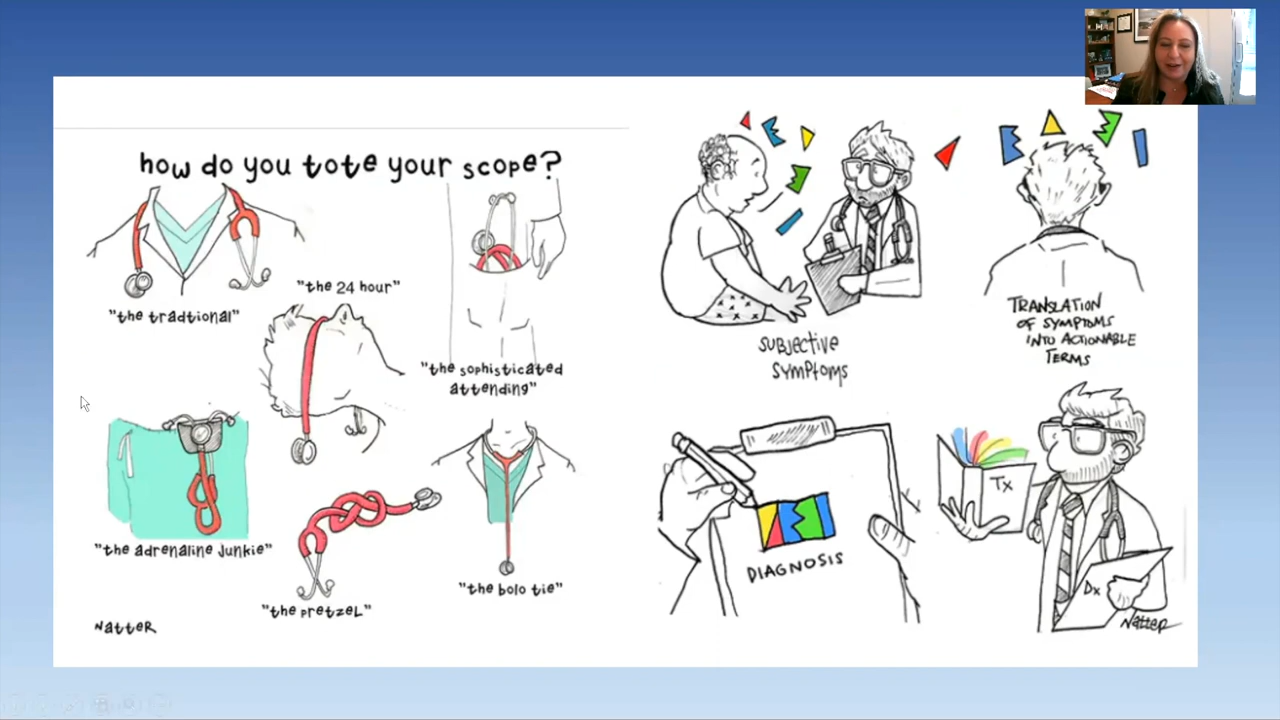 how do you tote your scope?
"the tradtional"
"the 24 hour"
"the sophisticated
attending"
"the adrenaline junkie"
"the pretzel"
"the bolo tie"
Natter
SUBJECTIVE
SYMPTOMS
TRANSLATION
OF SYMPTOMS
INTO ACTIONABLE
TERMS
DIAGNOSIS
Tx
Dx
Natter